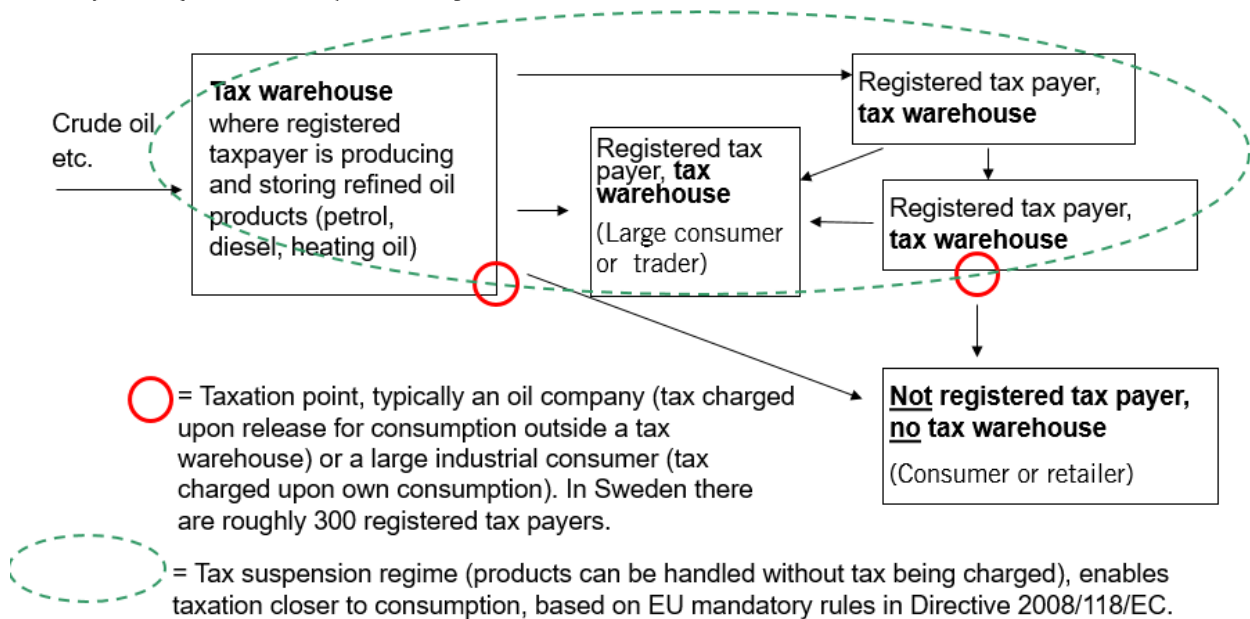 Crude oil
etc.
Tax warehouse
where registered
taxpayer is producing
and storing refined oil
products (petrol,
diesel, heating oil)
Registered tax
payer, tax
warehouse
(Large consumer
or trader)
Registered tax payer,
tax warehouse
Registered tax payer,
tax warehouse
Not registered tax payer,
no tax warehouse
(Consumer or retailer)
= Taxation point, typically an oil company (tax charged
upon release for consumption outside a tax
warehouse) or a large industrial consumer (tax
charged upon own consumption). In Sweden there
are roughly 300 registered tax payers.
= Tax suspension regime (products can be handled without tax being charged), enables
taxation closer to consumption, based on EU mandatory rules in Directive 2008/118/EC.